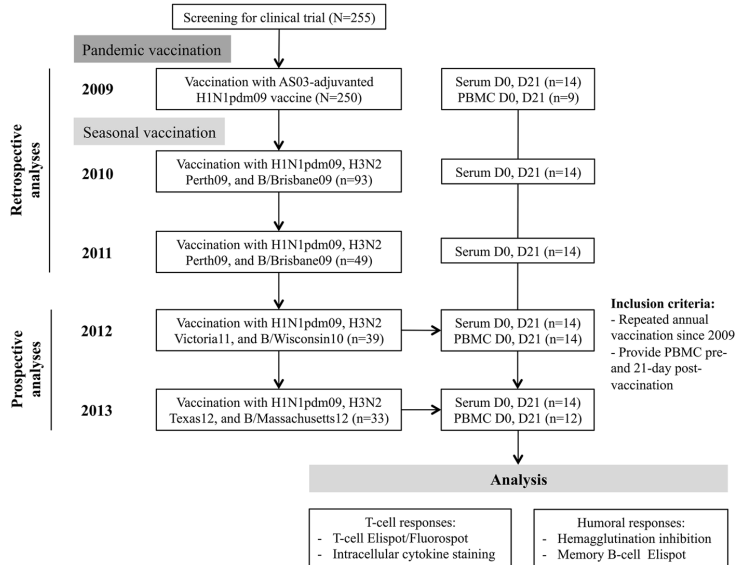 Screening for clinical trial (N=255)
Pandemic vaccination
Retrospective
analyses
2009
Vaccination with AS03-adjuvanted
H1N1pdm09 vaccine (N=250)
Serum D0, D21 (n=14)
PBMC D0, D21 (n=9)
Seasonal vaccination
2010
Vaccination with H1N1pdm09, H3N2
Perth09, and B/Brisbane09 (n=93)
Serum D0, D21 (n=14)
2011
Vaccination with H1N1pdm09, H3N2
Perth09, and B/Brisbane09 (n=49)
Serum D0, D21 (n=14)
Prospective
analyses
2012
Vaccination with H1N1pdm09, H3N2
Victoria11, and B/Wisconsin10 (n=39)
Serum D0, D21 (n=14)
PBMC D0, D21 (n=14)
Inclusion criteria:
- Repeated annual
vaccination since 2009
- Provide PBMC pre-
and 21-day post-
vaccination
2013
Vaccination with H1N1pdm09, H3N2
Texas12, and B/Massachusetts12 (n=33)
Serum D0, D21 (n=14)
PBMC D0, D21 (n=12)
Analysis
T-cell responses:
- T-cell Elispot/Fluorospot
- Intracellular cytokine staining
Humoral responses:
- Hemagglutination inhibition
- Memory B-cell Elispot